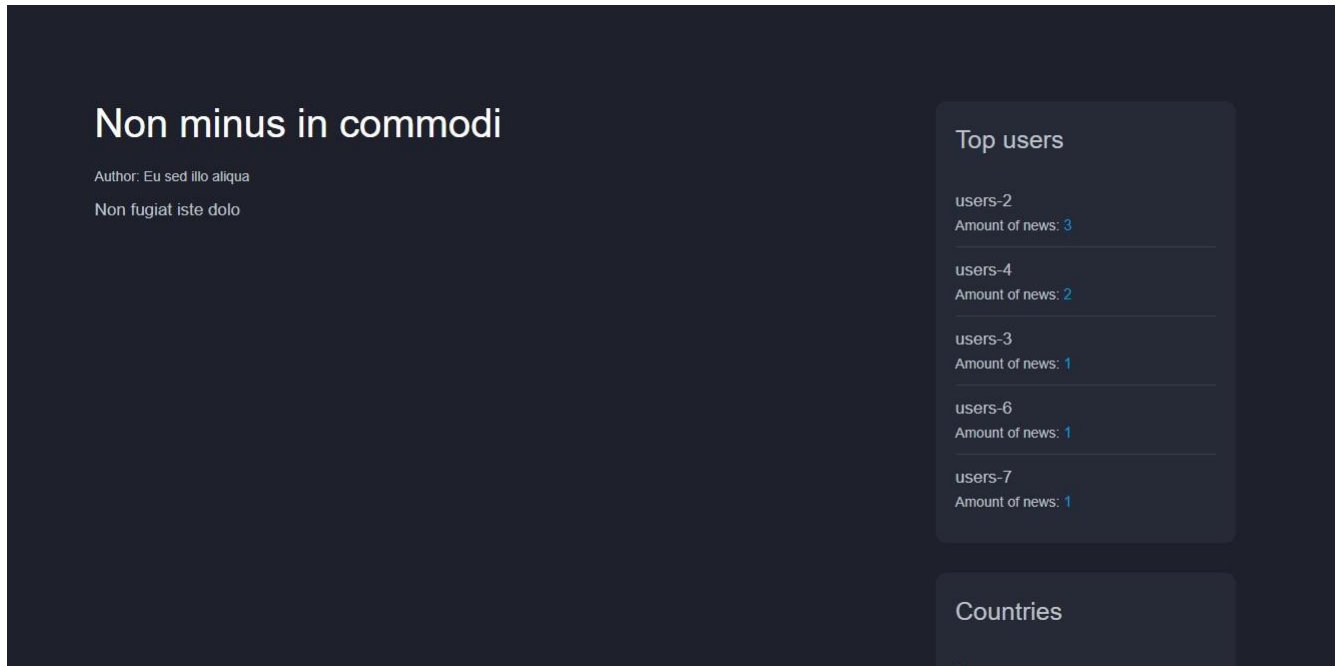 Non minus in commodi
Author: Eu sed illo aliqua
Non fugiat iste dolo
Top users
users-2
Amount of news: 3
users-4
Amount of news: 2
users-3
Amount of news: 1
users-6
Amount of news: 1
users-7
Amount of news: 1
Countries